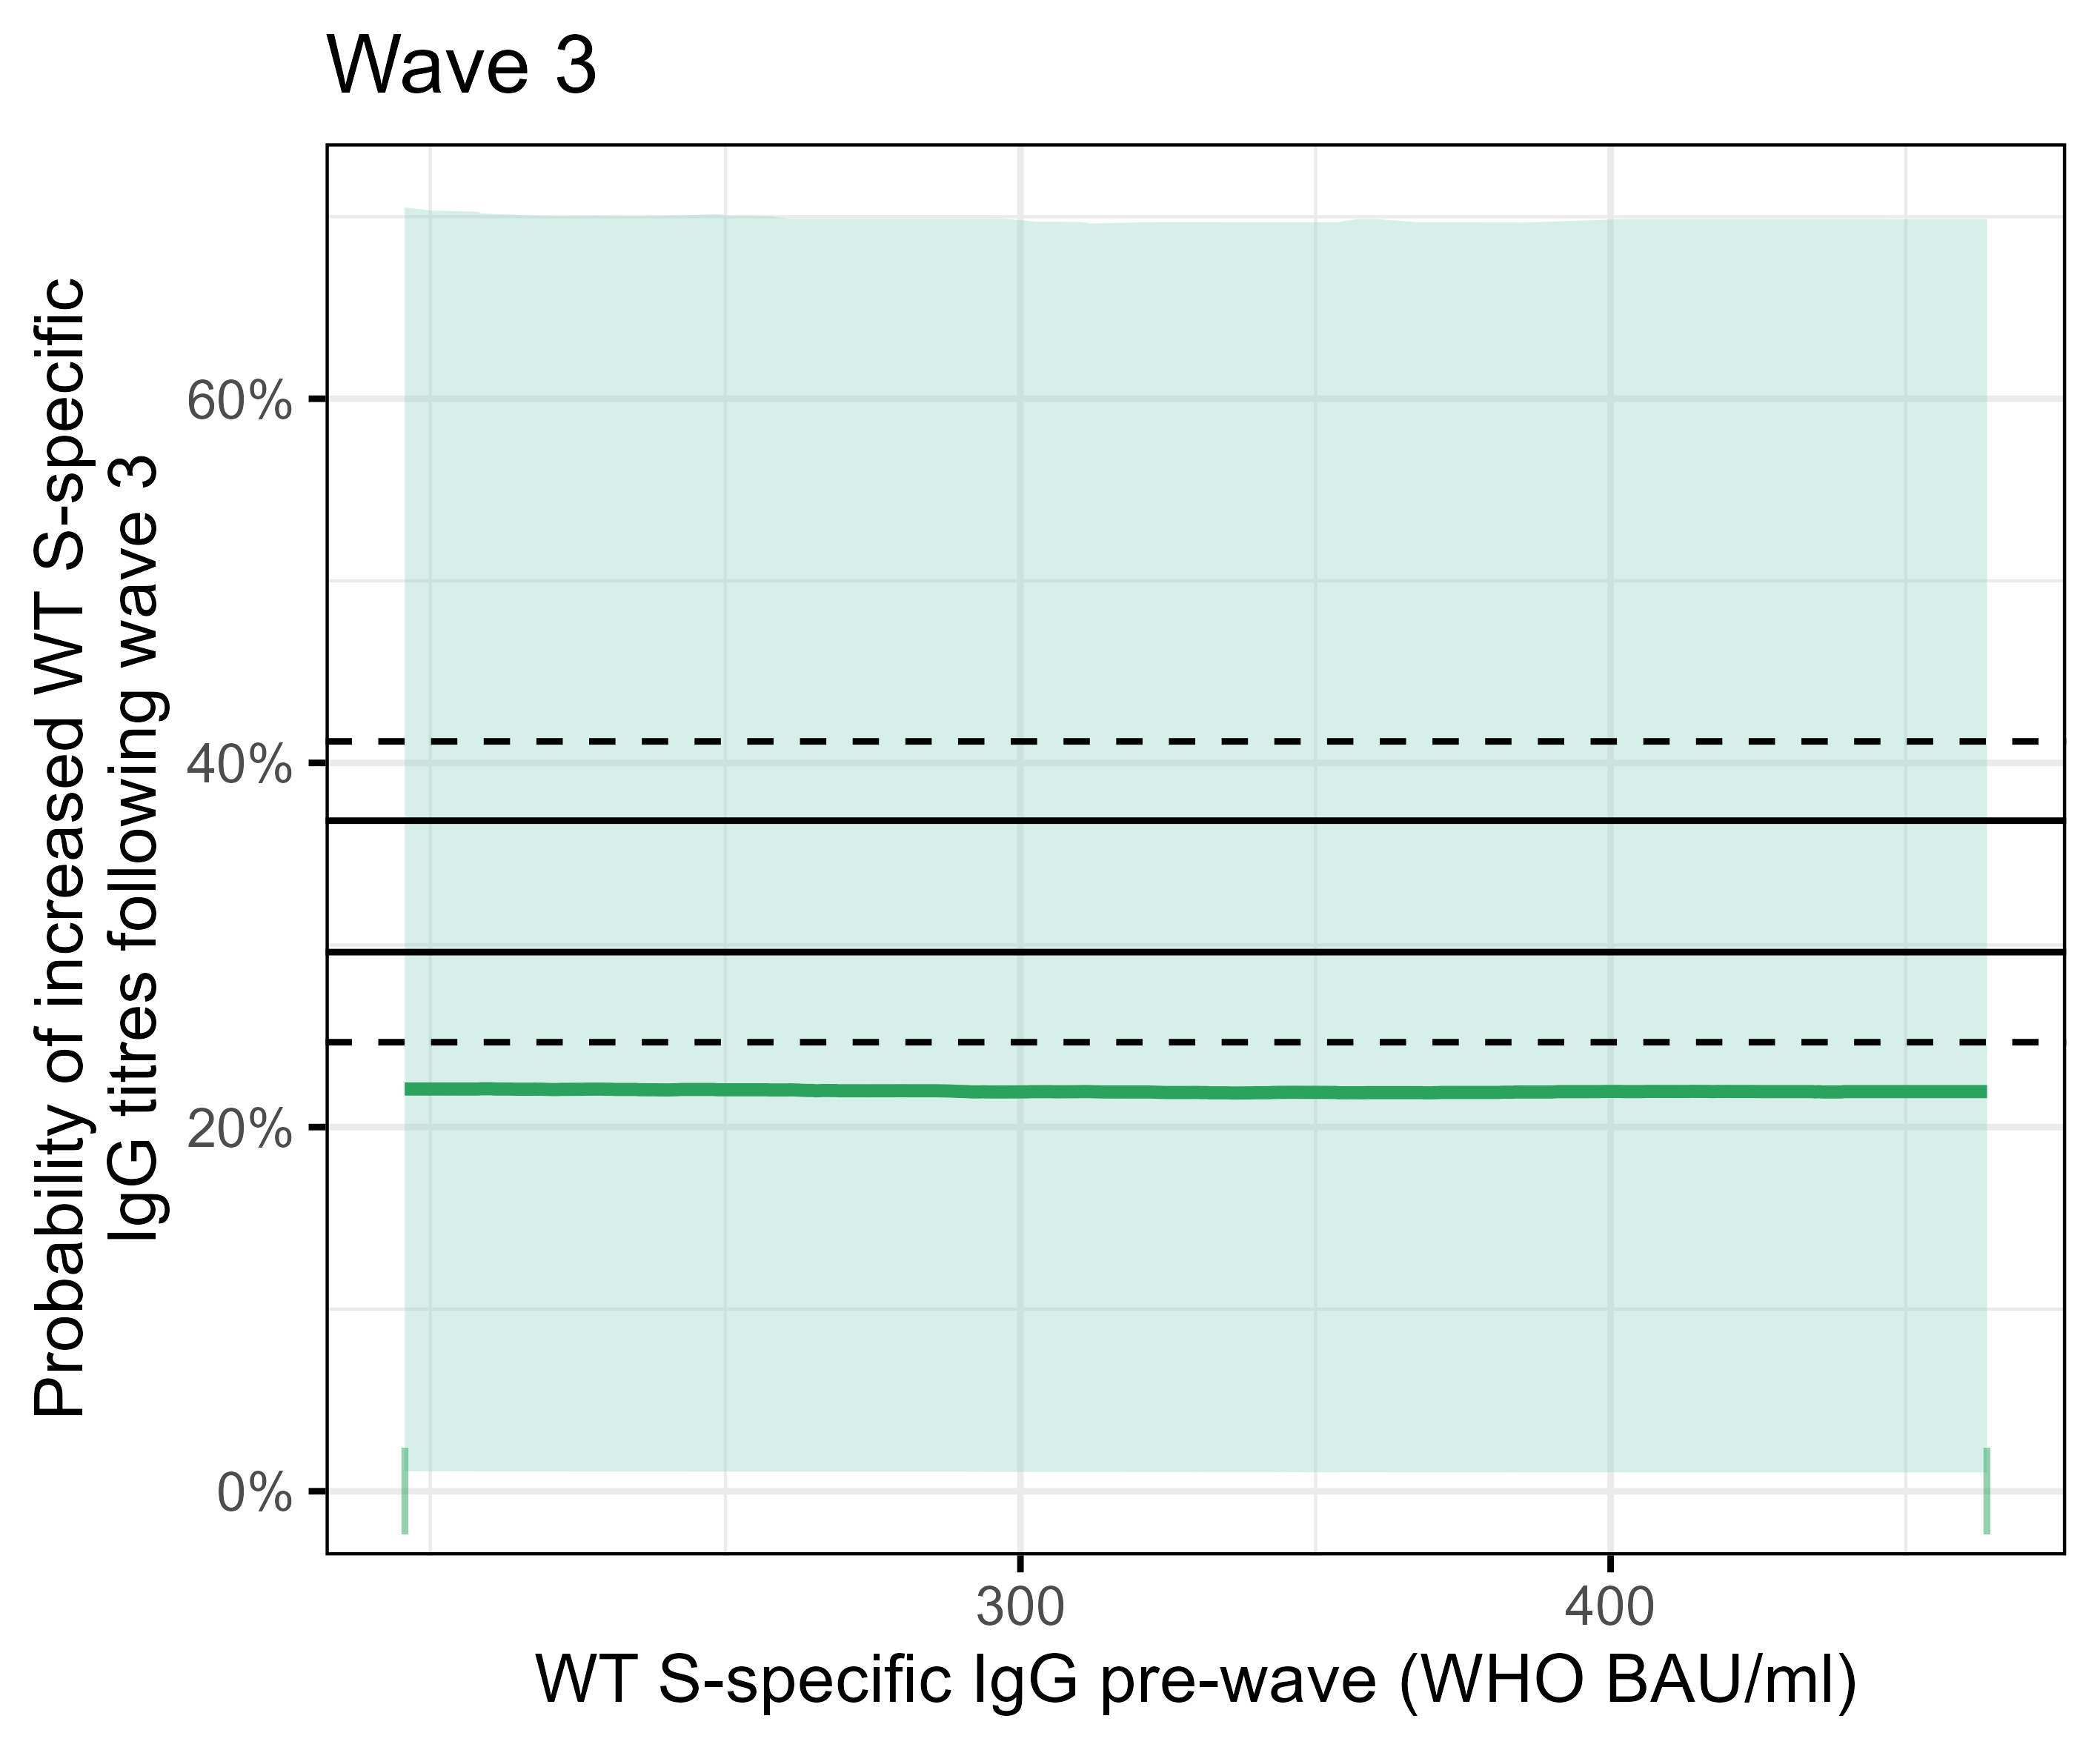 Wave 3
Probability of increased WT S-specific
IgG titres following wave 3
60%
40%
20%
0%
300
400
WT S-specific IgG pre-wave (WHO BAU/ml)